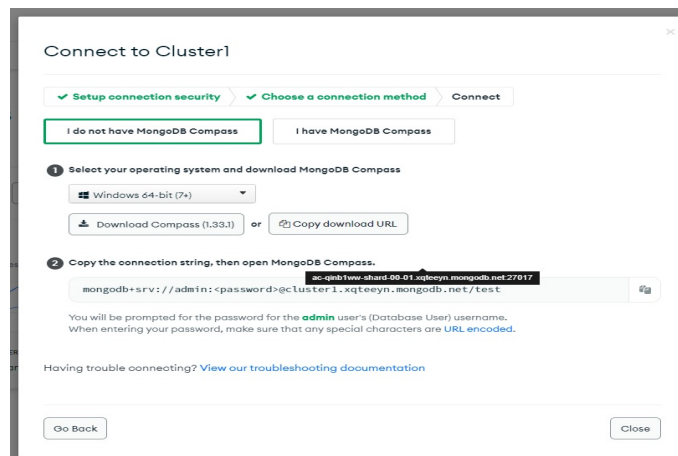 Connect to Cluster1
Setup connection security Choose a connection method Connect
I do not have MongoDB Compass I have MongoDB Compass
1 Select your operating system and download MongoDB Compass
Windows 64-bit (7+)
Download Compass (1.33.1) or Copy download URL
2 Copy the connection string, then open MongoDB Compass.
ac-qinb1ww-shard-00-01.xqteeyn.mongodb.net:27017
mongodb+srv://admin:<password>@cluster1.xqteeyn.mongodb.net/test
You will be prompted for the password for the admin user's (Database User) username.
When entering your password, make sure that any special characters are URL encoded.
Having trouble connecting? View our troubleshooting documentation
Go Back Close